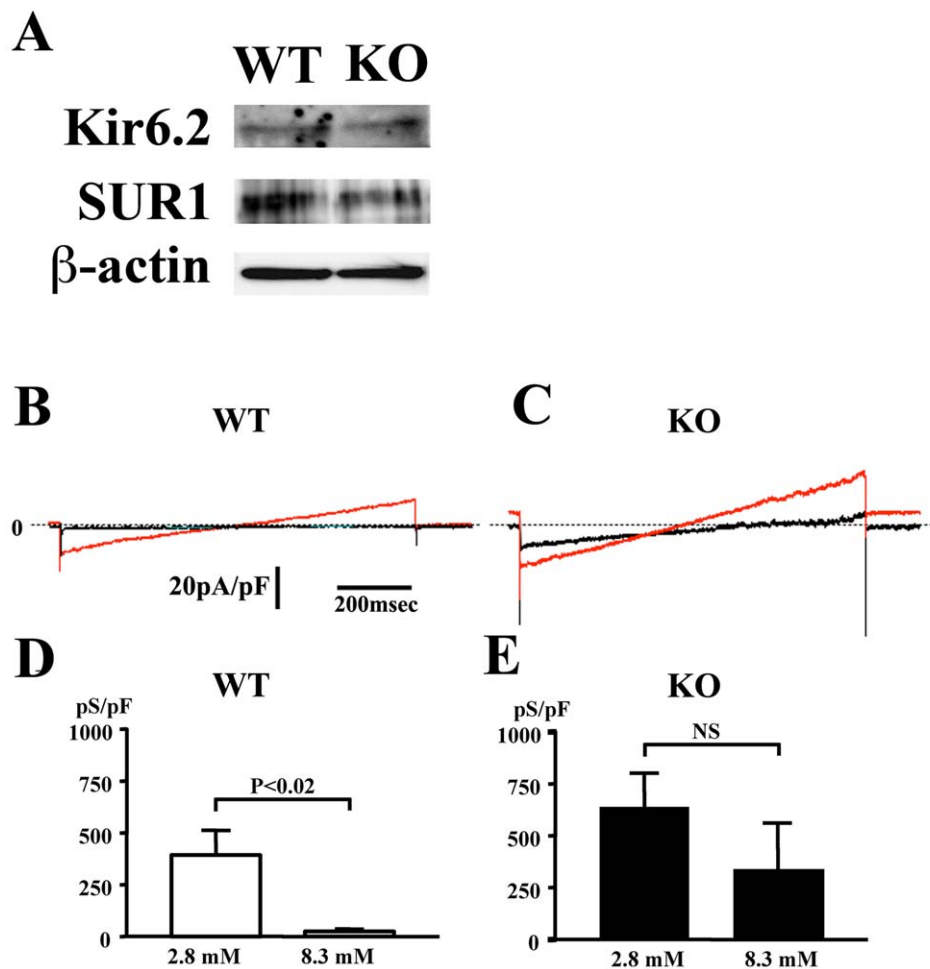 A
WT KO
Kir6.2
SUR1
β-actin
B
WT
C
KO
0
20pA/pF
200msec
D
WT
pS/pF
1000
750
500
250
0
P<0.02
2.8 mM 8.3 mM
E
KO
pS/pF
1000
750
500
250
0
NS
2.8 mM 8.3 mM